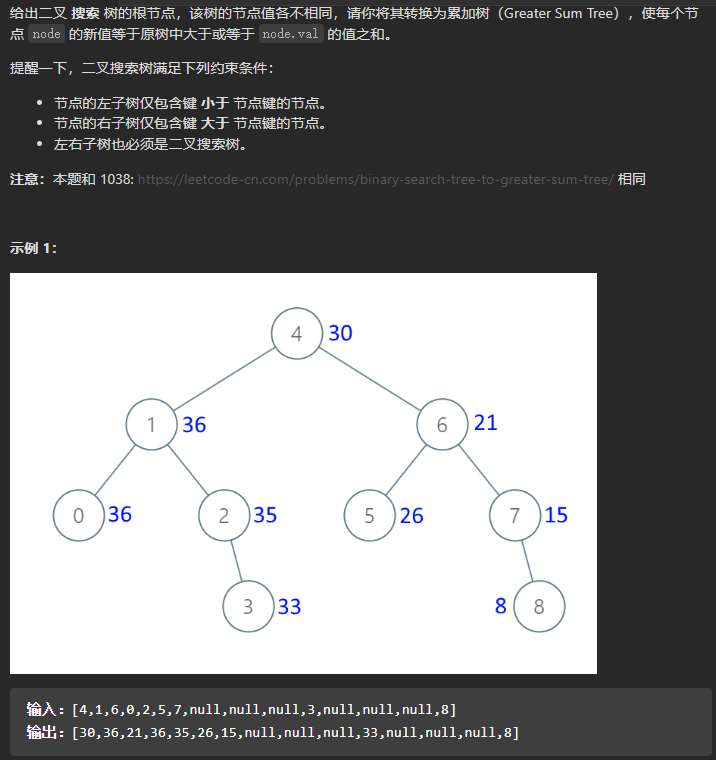 给出二叉 搜索 树的根节点，该树的节点值各不相同，请你将其转换为累加树（Greater Sum Tree），使每个节
点 node 的新值等于原树中大于或等于 node.val 的值之和。
提醒一下，二叉搜索树满足下列约束条件：
• 节点的左子树仅包含键 小于 节点键的节点。
• 节点的右子树仅包含键 大于 节点键的节点。
• 左右子树也必须是二叉搜索树。
注意：本题和 1038: https://leetcode-cn.com/problems/binary-search-tree-to-greater-sum-tree/ 相同
示例 1：
4 30
1 36 6 21
0 36 2 35 5 26 7 15
3 33 8 8
输入：[4,1,6,0,2,5,7,null,null,null,3,null,null,null,8]
输出：[30,36,21,36,35,26,15,null,null,null,33,null,null,null,8]